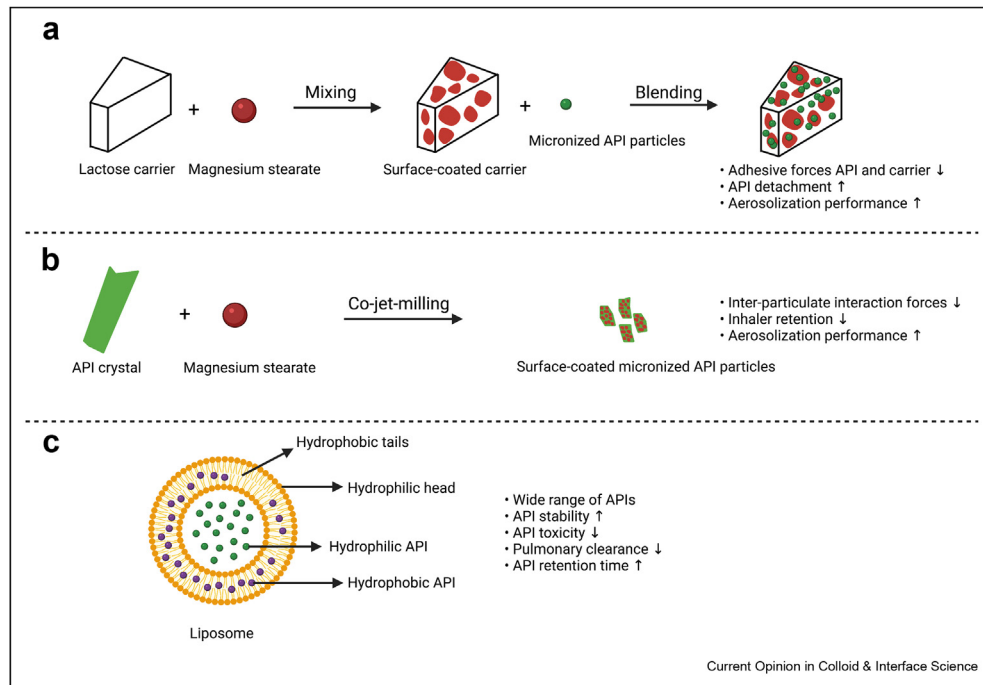 a
Mixing
Blending
+
+
Lactose carrier
Magnesium stearate
Surface-coated carrier
Micronized API particles
• Adhesive forces API and carrier ↓
• API detachment ↑
• Aerosolization performance ↑
b
Co-jet-milling
+
API crystal
Magnesium stearate
Surface-coated micronized API particles
• Inter-particulate interaction forces ↓
• Inhaler retention ↓
• Aerosolization performance ↑
c
Hydrophobic tails
Hydrophilic head
Hydrophilic API
Hydrophobic API
Liposome
• Wide range of APIs
• API stability ↑
• API toxicity ↓
• Pulmonary clearance ↓
• API retention time ↑
Current Opinion in Colloid & Interface Science